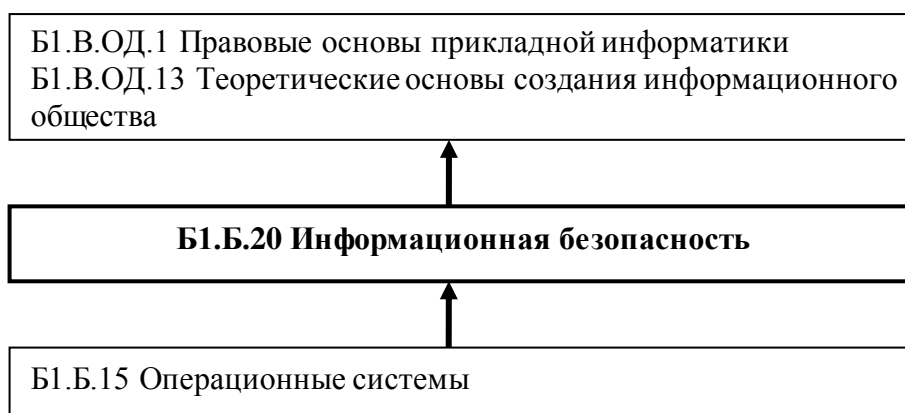 Б1.В.ОД.1 Правовые основы прикладной информатики
Б1.В.ОД.13 Теоретические основы создания информационного
общества
Б1.Б.20 Информационная безопасность
Б1.Б.15 Операционные системы